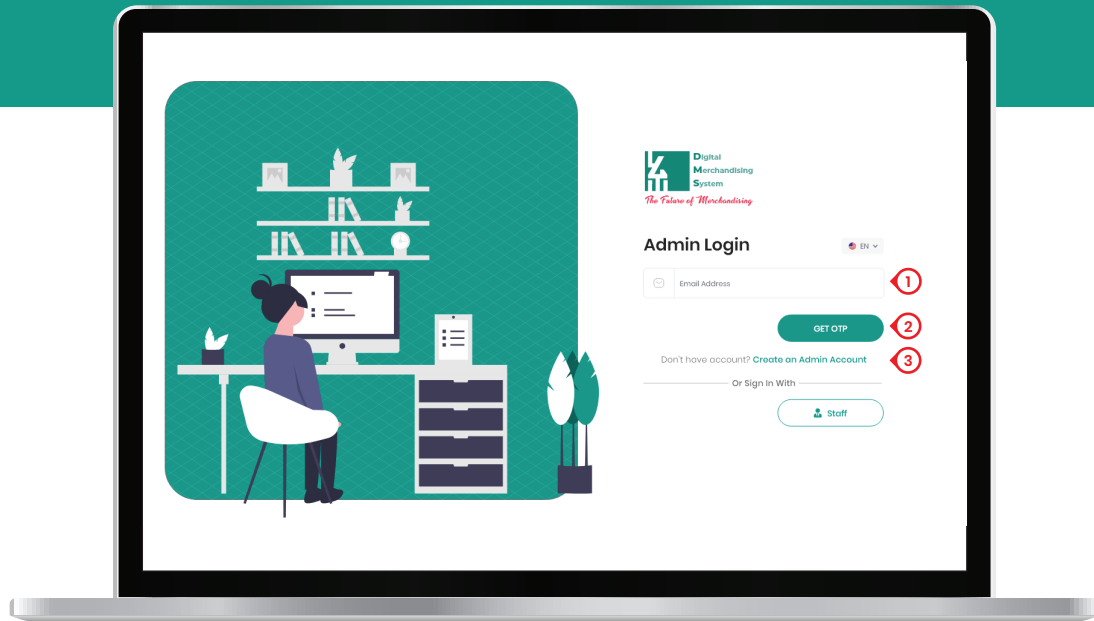 Digital
Merchandising
System
The Future of Merchandising
Admin Login
EN
Email Address
1
GET OTP
2
Don't have account? Create an Admin Account
3
Or Sign In With
Staff